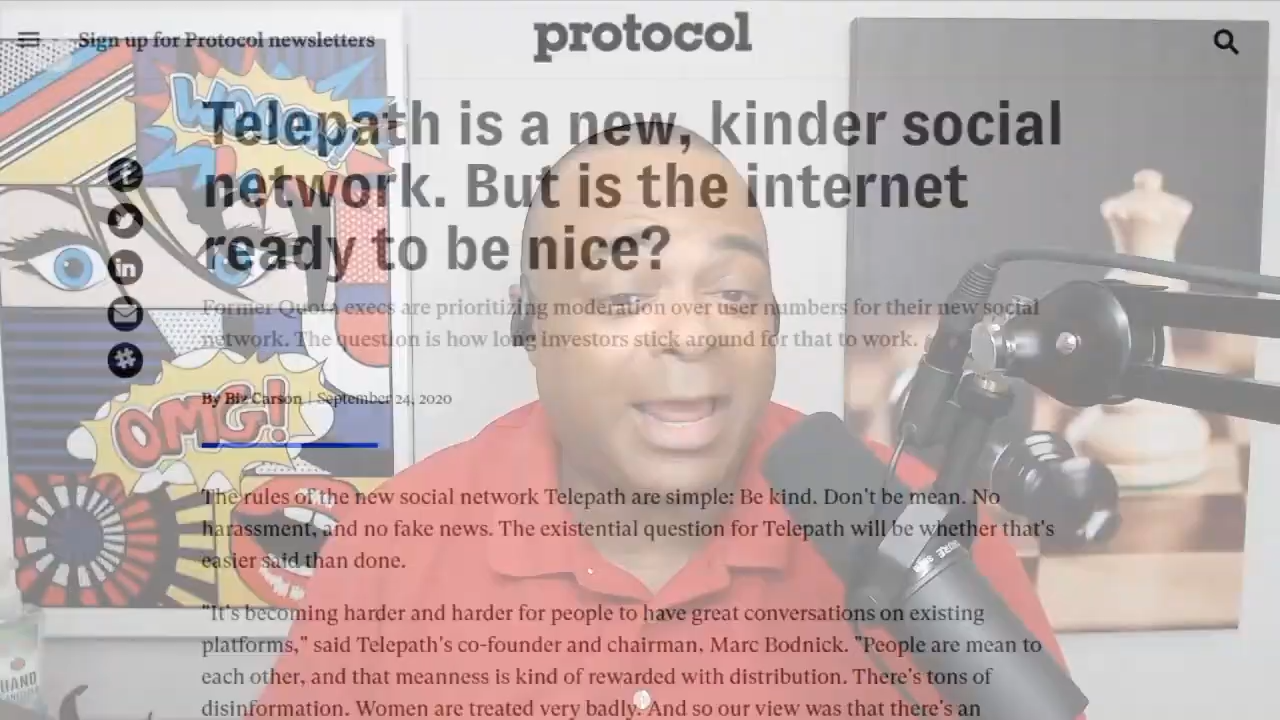 Sign up for Protocol newsletters
protocol
Telepath is a new, kinder social
network. But is the internet
ready to be nice?
Former Quora execs are prioritizing moderation over user numbers for their new social
network. The question is how long investors stick around for that to work.
By Biz Carson | September 24, 2020
The rules of the new social network Telepath are simple: Be kind. Don't be mean. No
harassment, and no fake news. The existential question for Telepath will be whether that's
easier said than done.
"It's becoming harder and harder for people to have great conversations on existing
platforms," said Telepath's co-founder and chairman, Marc Bodnick. "People are mean to
each other, and that meanness is kind of rewarded with distribution. There's tons of
disinformation. Women are treated very badly. And so our view was that there's an
OMG!
in
HAND
SHURE